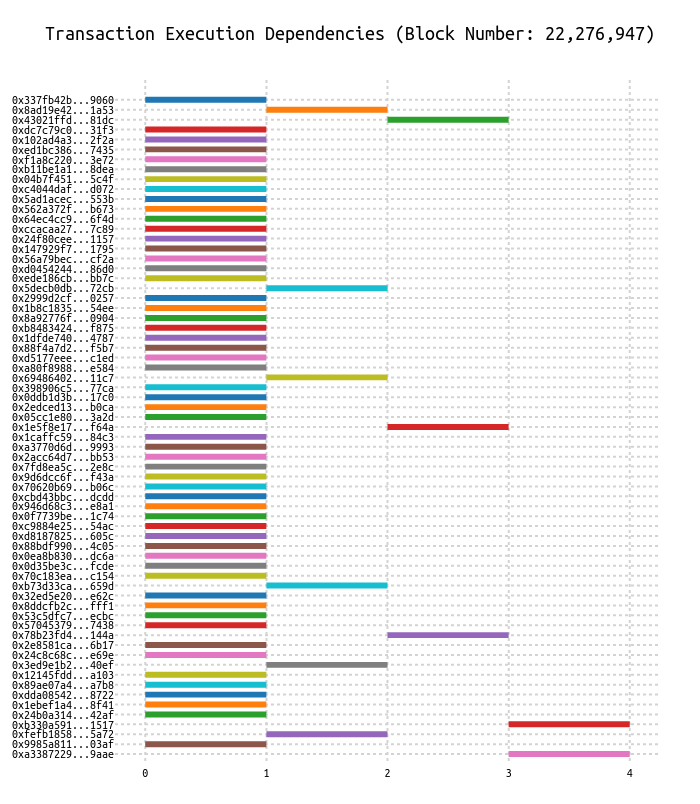 Transaction Execution Dependencies (Block Number: 22,276,947)
0x337fb42b...9060
0x8ad19e42...1a53
0x43021ffd...81dc
0xdc7c79c0...31f3
0x102ad4a3...2f2a
0xed1bc386...7435
0xf1a8c220...3e72
0xb11be1a1...8dea
0x04b7f451...5c4f
0xc4044daf...d072
0x5ad1acec...553b
0x562a372f...b673
0x64ec4cc9...6f4d
0xccacaa27...7c89
0x24f80cee...1157
0x147929f7...1795
0x56a79bec...cf2a
0xd0454244...86d0
0xede186cb...bb7c
0x5decb0db...72cb
0x2999d2cf...0257
0x1b8c1835...54ee
0x8a92776f...0904
0xb8483424...f875
0x1dfde740...4787
0x88f4a7d2...f5b7
0xd5177eee...c1ed
0xa80f8988...e584
0x69486402...11c7
0x398906c5...77ca
0x0ddb1d3b...17c0
0x2edced13...b0ca
0x05cc1e80...3a2d
0x1e5f8e17...f64a
0x1caffc59...84c3
0xa3770d6d...9993
0x2acc64d7...bb53
0x7fd8ea5c...2e8c
0x9d6dcc6f...f43a
0x70620b69...b06c
0xcbd43bbc...dcdd
0x946d68c3...e8a1
0x0f7739be...1c74
0xc9884e25...54ac
0xd8187825...605c
0x88bdf990...4c05
0x0ea8b830...dc6a
0x0d35be3c...fcde
0x70c183ea...c154
0xb73d33ca...659d
0x32ed5e20...e62c
0x8ddcfb2c...fff1
0x53c5dfc7...ecbc
0x57045379...7438
0x78b23fd4...144a
0x2e8581ca...6b17
0x24c8c68c...e69e
0x3ed9e1b2...40ef
0x12145fdd...a103
0x89ae07a4...a7b8
0xdda08542...8722
0x1ebef1a4...8f41
0x24b0a314...42af
0xb330a591...1517
0xfefb1858...5a72
0x9985a811...03af
0xa3387229...9aae
0 1 2 3 4